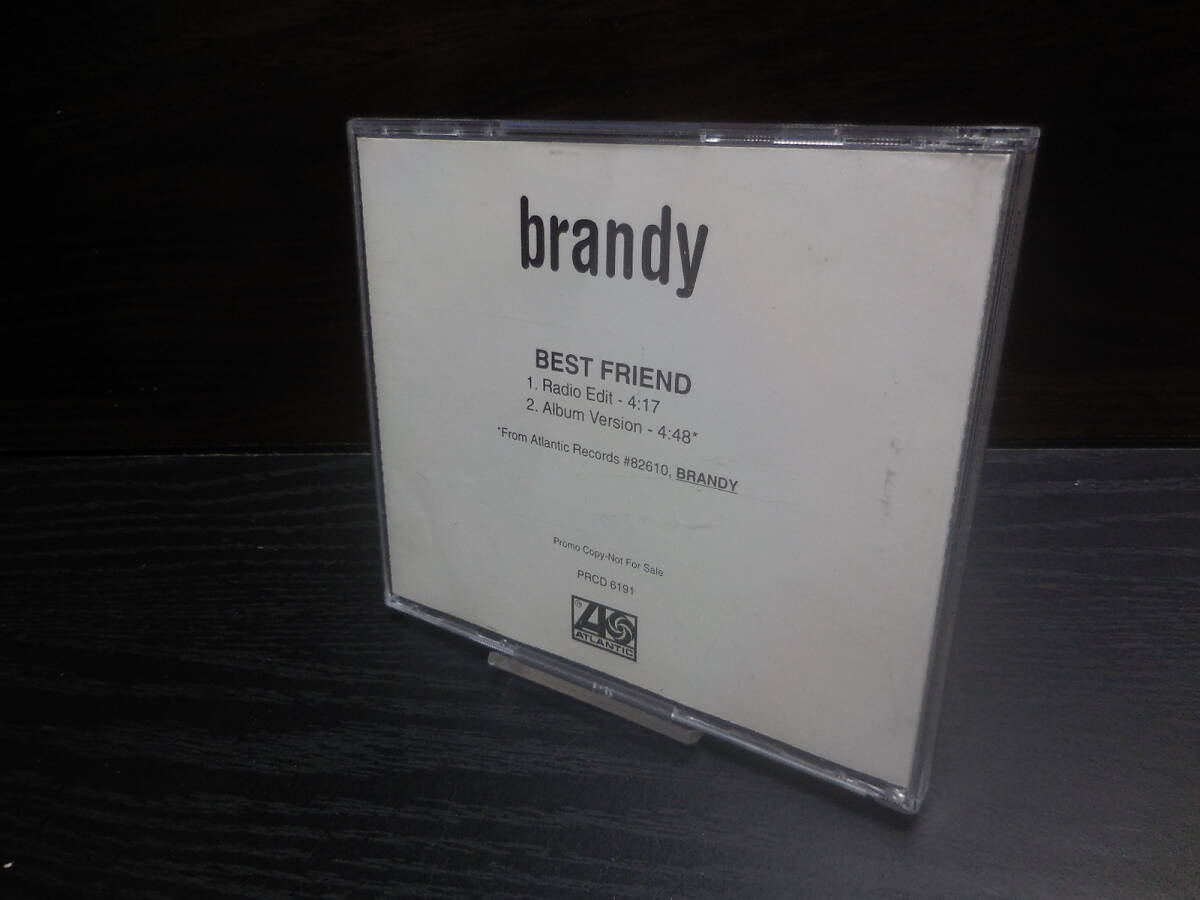 brandy
BEST FRIEND
1. Radio Edit - 4:17
2. Album Version - 4:48*
*From Atlantic Records #82610, BRANDY
Promo Copy-Not For Sale
PRCD 6191
ATLANTIC